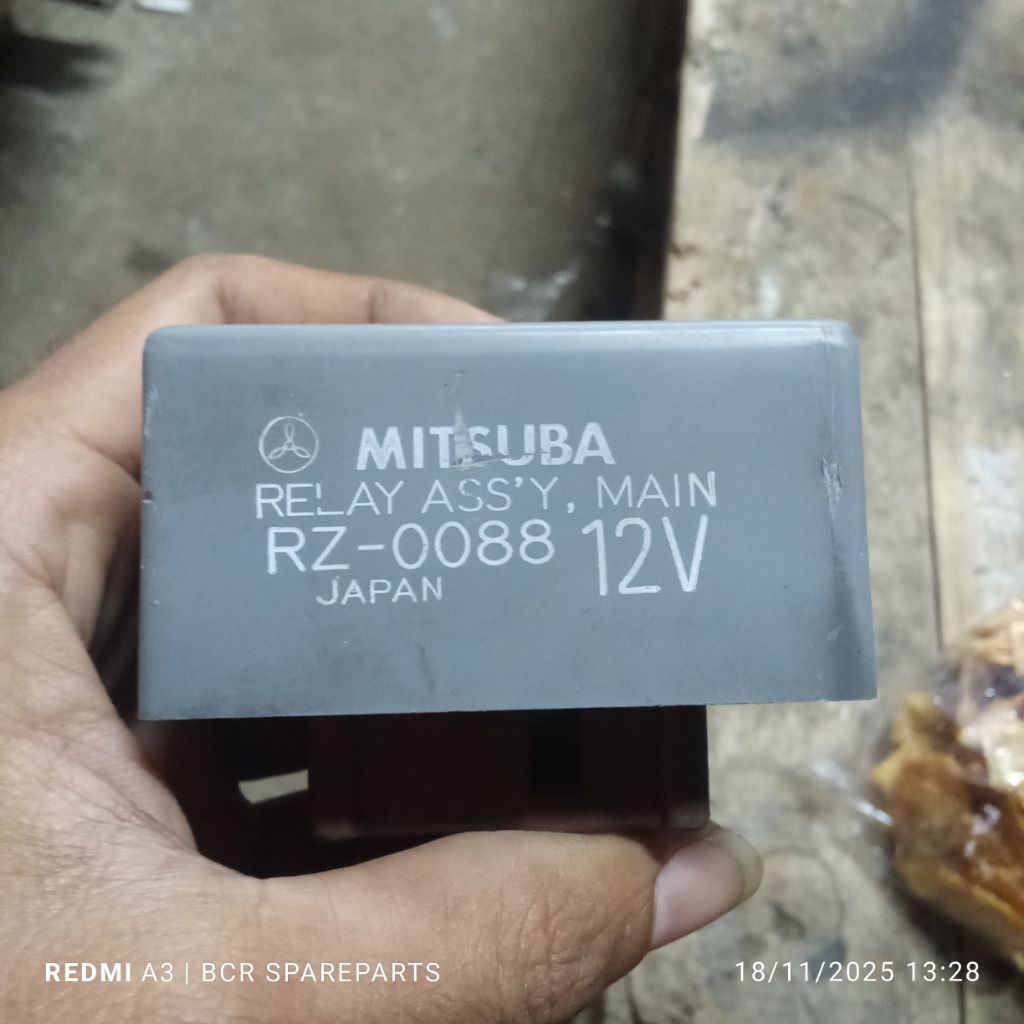 MITSUBA
RELAY ASS'Y, MAIN
RZ-0088 12V
JAPAN
REDMI A3 | BCR SPAREPARTS
18/11/2025 13:28